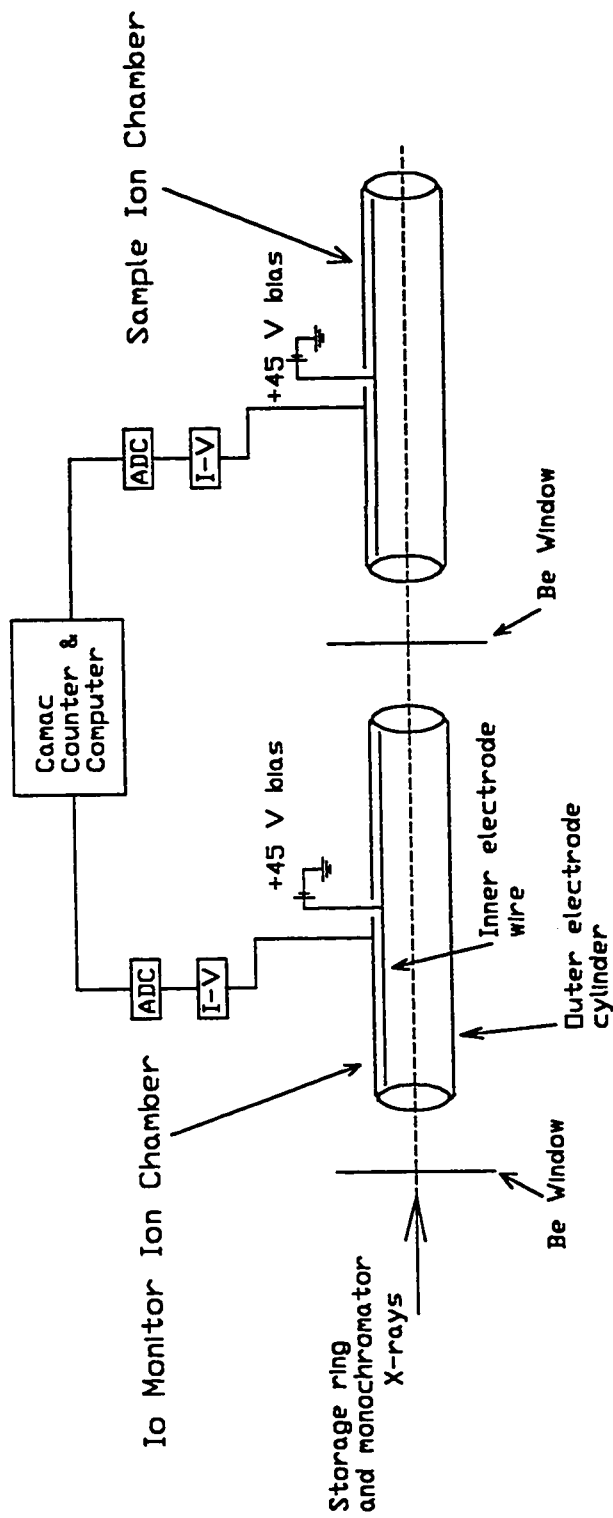 Camac
Counter &
Computer
ADC
I-V
ADC
I-V
Io Monitor Ion Chamber
Sample Ion Chamber
+45 V bias
+45 V bias
Storage ring
and monochromator
X-rays
Be Window
Outer electrode
cylinder
Inner electrode
wire
Be Window